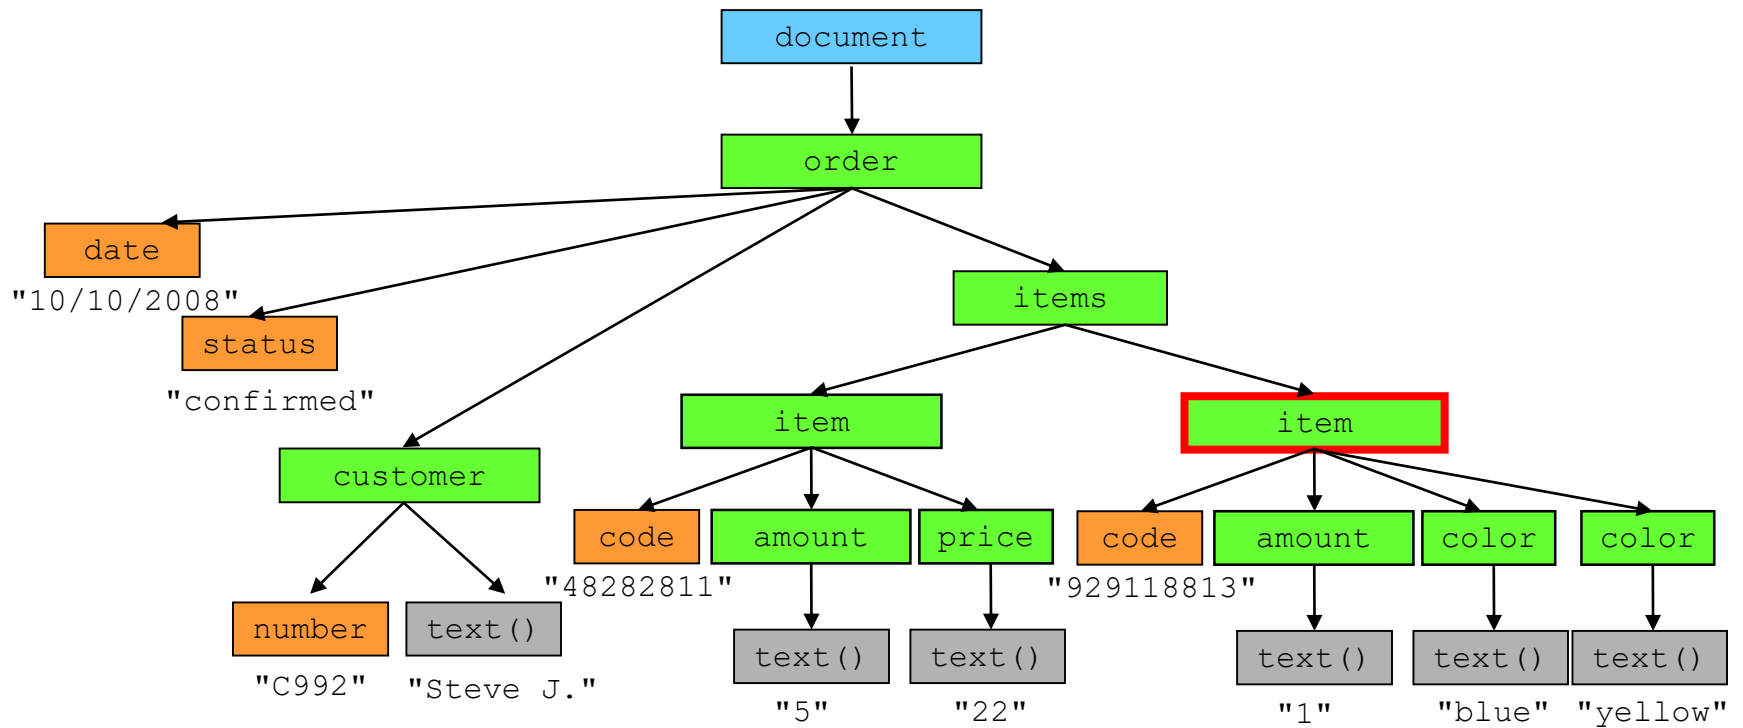 document
order
date
"10/10/2008"
items
status
"confirmed"
item
item
customer
code
amount
price
code
amount
color
color
"48282811"
"929118813"
number
text()
text()
text()
text()
text()
text()
"C992"
"Steve J."
"5"
"22"
"1"
"blue"
"yellow"